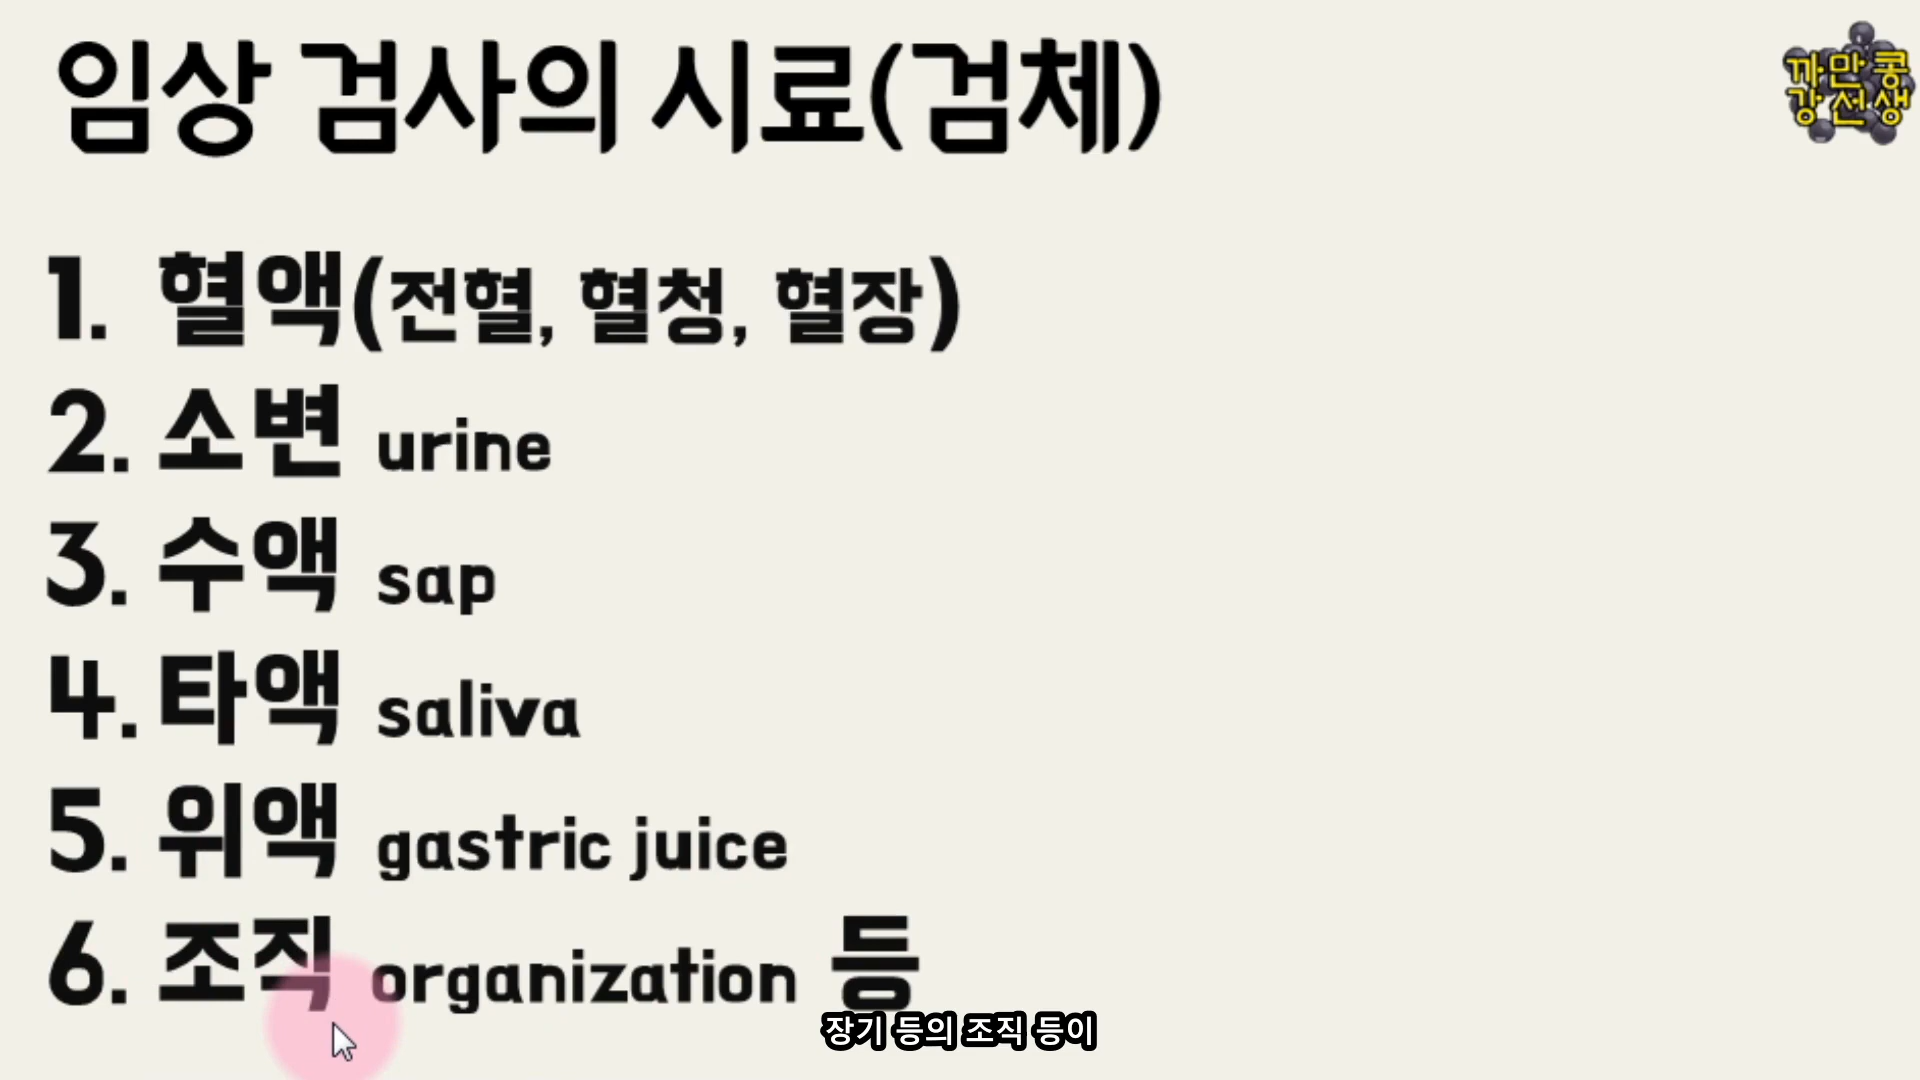 임상 검사의 시료(검체)
까만콩
강선생
1. 혈액(전혈, 혈청, 혈장)
2. 소변 urine
3. 수액 sap
4. 타액 saliva
5. 위액 gastric juice
6. 조직 organization 등
장기 등의 조직 등이